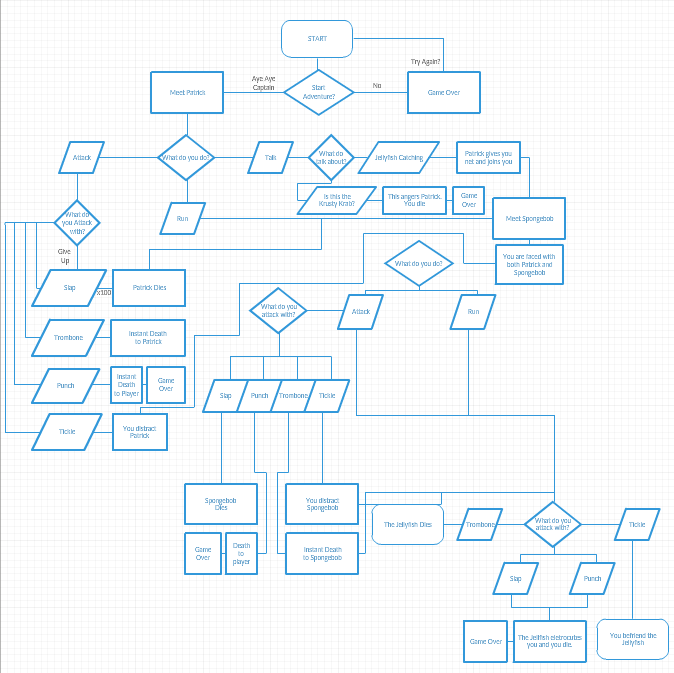 START
Try Again?
Aye Aye
Captain
No
Meet Patrick
Start
Adventure?
Game Over
Attack
What do you do?
Talk
What do
talk about?
Jellyfish Catching
Patrick gives you
net and joins you
Is this the
Krusty Krab?
This angers Patrick.
You die
Game
Over
What do
you Attack
with?
Run
Meet Spongebob
Give
Up
What do you do?
You are faced with
both Patrick and
Spongebob
Slap
x100
Patrick Dies
What do you
attack with?
Attack
Run
Trombone
Instant Death
to Patrick
Punch
Instant
Death
to Player
Game
Over
Slap
Punch
Trombone
Tickle
Tickle
You distract
Patrick
Spongebob
Dies
You distract
Spongebob
The Jellyfish Dies
Trombone
What do you
attack with?
Tickle
Game
Over
Death
to
player
Instant Death
to Spongebob
Slap
Punch
Game Over
The Jellfish eletrocutes
you and you die.
You befriend the
Jellyfish